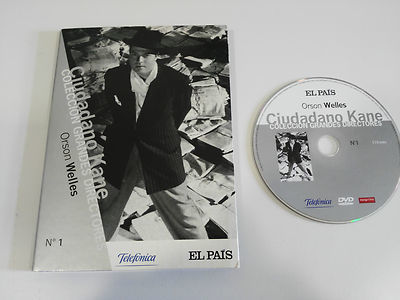 Ciudadano Kane
COLECCIÓN GRANDES DIRECTORES
Orson Welles
Nº 1
Telefónica
EL PAÍS
EL PAÍS
Orson Welles
Ciudadano Kane
COLECCIÓN GRANDES DIRECTORES
Nº1
Telefónica
DVD